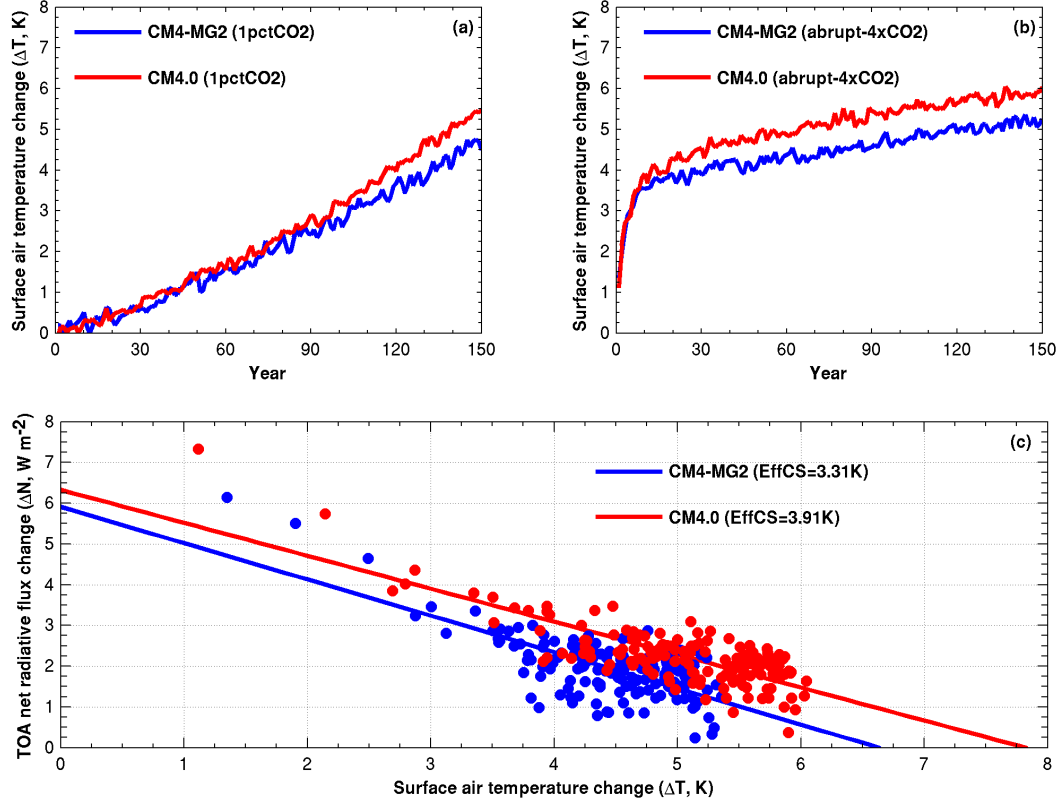 CM4-MG2 (1pctCO2)
CM4.0 (1pctCO2)
(a)
Surface air temperature change (ΔT, K)
8
7
6
5
4
3
2
1
0
0 30 60 90 120 150
Year
CM4-MG2 (abrupt-4xCO2)
CM4.0 (abrupt-4xCO2)
(b)
Surface air temperature change (ΔT, K)
8
7
6
5
4
3
2
1
0
0 30 60 90 120 150
Year
(c)
CM4-MG2 (EffCS=3.31K)
CM4.0 (EffCS=3.91K)
TOA net radiative flux change (ΔN, W m-2)
8
7
6
5
4
3
2
1
0
0 1 2 3 4 5 6 7 8
Surface air temperature change (ΔT, K)